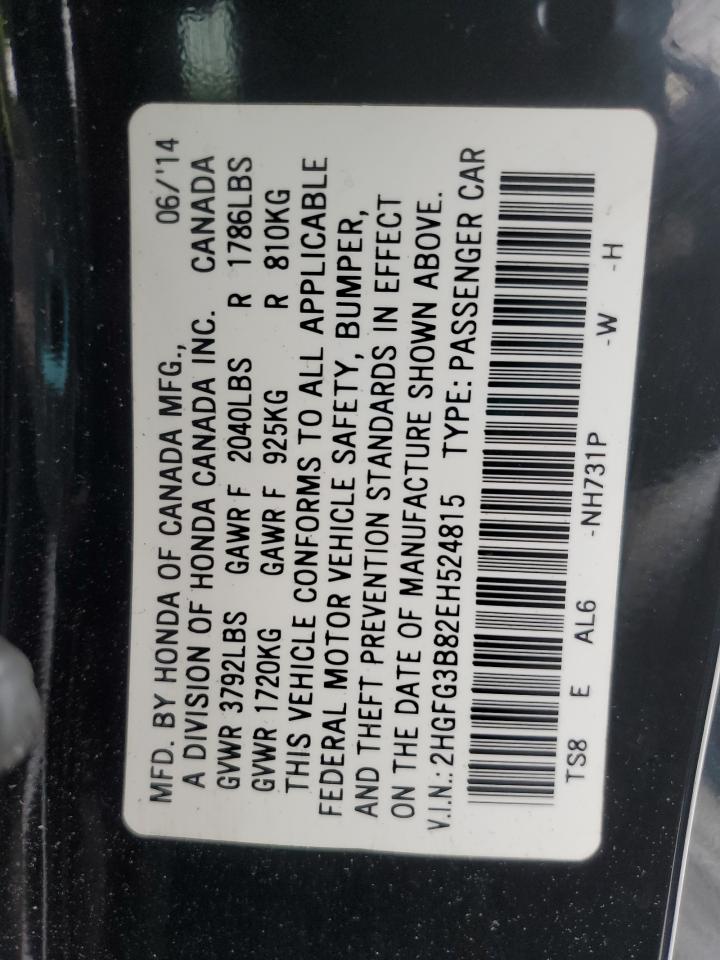 MFD. BY HONDA OF CANADA MFG., 06/'14
A DIVISION OF HONDA CANADA INC. CANADA
GVWR 3792LBS GAWR F 2040LBS R 1786LBS
GVWR 1720KG GAWR F 925KG R 810KG
THIS VEHICLE CONFORMS TO ALL APPLICABLE
FEDERAL MOTOR VEHICLE SAFETY, BUMPER,
AND THEFT PREVENTION STANDARDS IN EFFECT
ON THE DATE OF MANUFACTURE SHOWN ABOVE.
V.I.N.: 2HGFG3B82EH524815 TYPE: PASSENGER CAR
TS8 E AL6 -NH731P -W -H